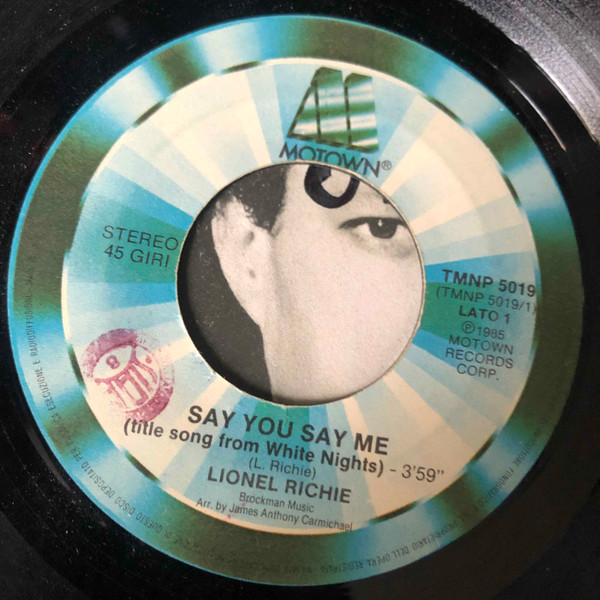 MOTOWN®
STEREO
45 GIRI
TMNP 5019
(TMNP 5019/1)
LATO 1
℗ 1985
MOTOWN
RECORDS
CORP.
SAY YOU SAY ME
(title song from White Nights) - 3'59"
(L. Richie)
LIONEL RICHIE
Brockman Music
Arr. by James Anthony Carmichael